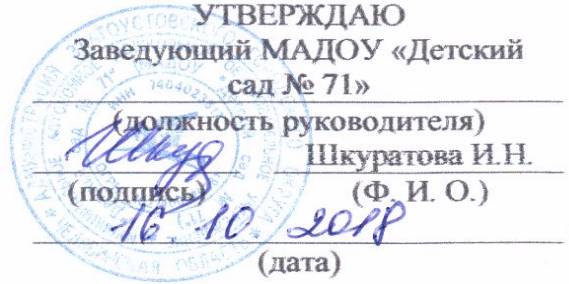 УТВЕРЖДАЮ
Заведующий МАДОУ «Детский
сад № 71»
(должность руководителя)
Шкуратова И.Н.
(подпись) (Ф. И. О.)
16.10.2018
(дата)